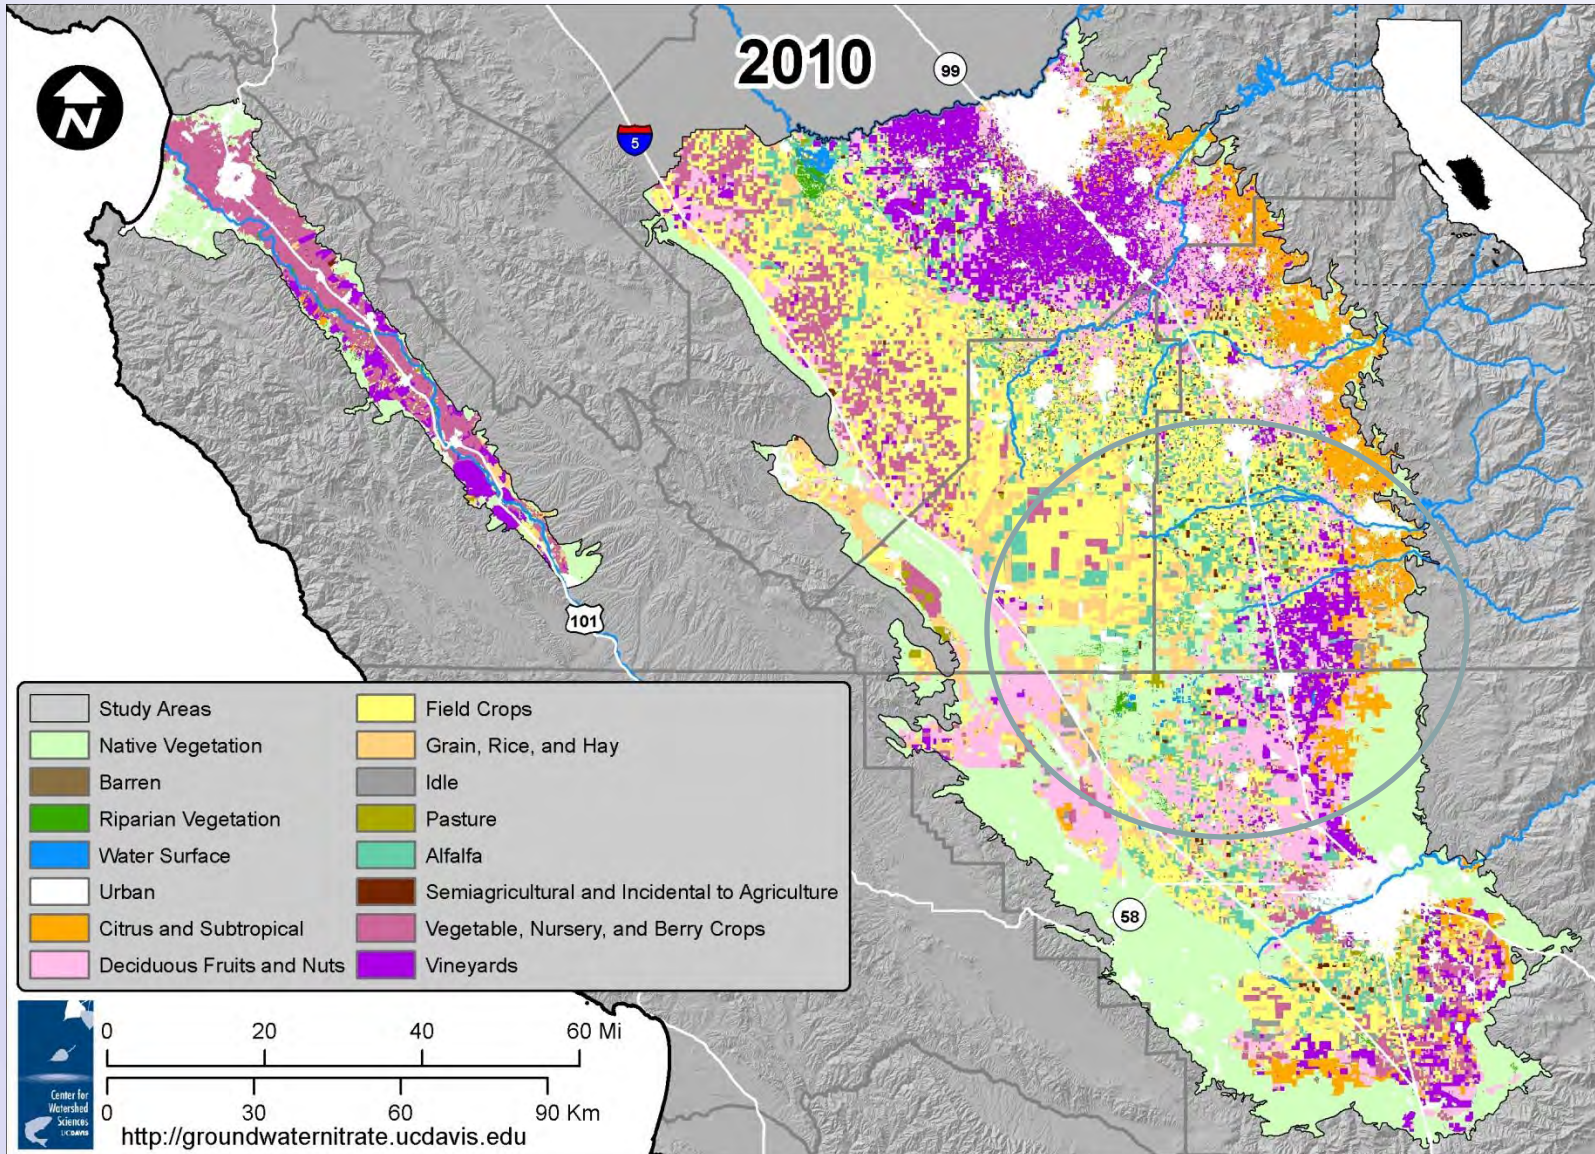 2010
99
N
5
101
Study Areas
Native Vegetation
Barren
Riparian Vegetation
Water Surface
Urban
Citrus and Subtropical
Deciduous Fruits and Nuts
Field Crops
Grain, Rice, and Hay
Idle
Pasture
Alfalfa
Semiagricultural and Incidental to Agriculture
Vegetable, Nursery, and Berry Crops
Vineyards
58
0 20 40 60 Mi
0 30 60 90 Km
Center for
Watershed
Sciences
UCDAVIS
http://groundwaternitrate.ucdavis.edu